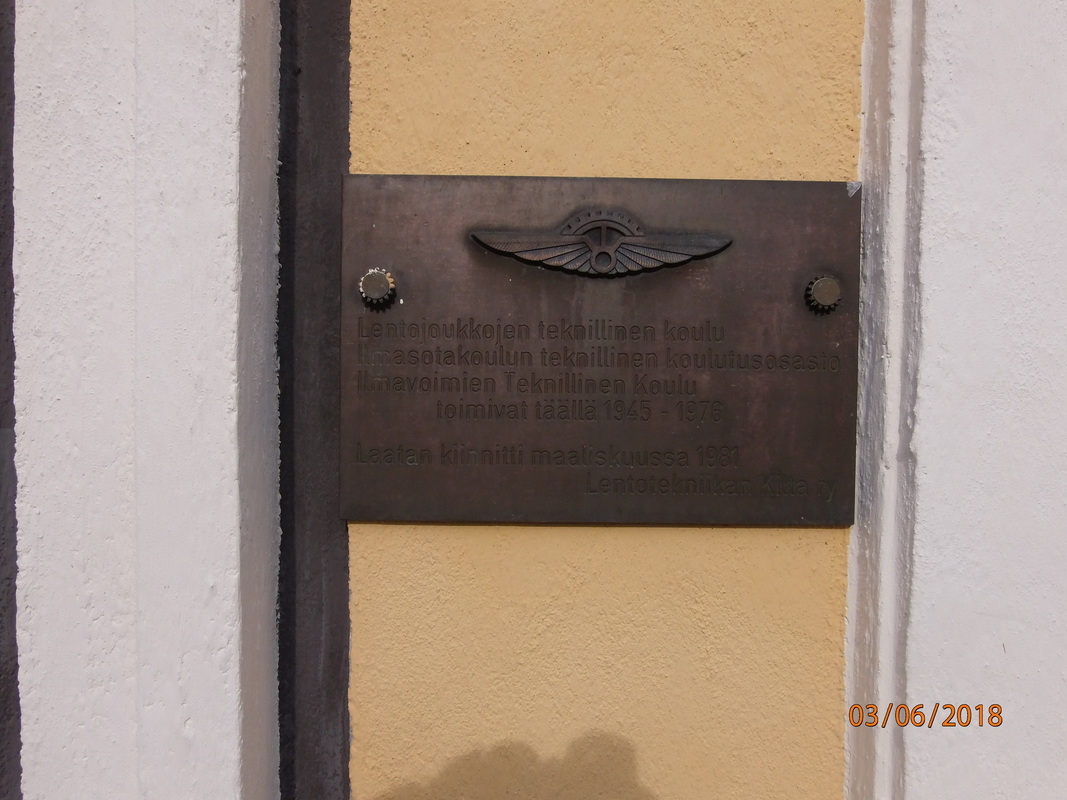 Lentojoukkojen teknillinen koulu
Ilmasotakoulun teknillinen koulutusosasto
Ilmavoimien Teknillinen Koulu
toimivat täällä 1945 - 1976
Laatan kiinnitti maaliskuussa 1981
Lentotekniikan Kilta ry
03/06/2018